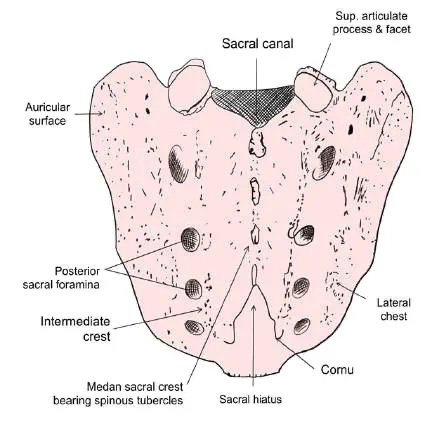 Sup. articulate
process & facet
Sacral canal
Auricular
surface
Posterior
sacral foramina
Intermediate
crest
Lateral
chest
Cornu
Medan sacral crest
bearing spinous tubercles
Sacral hiatus